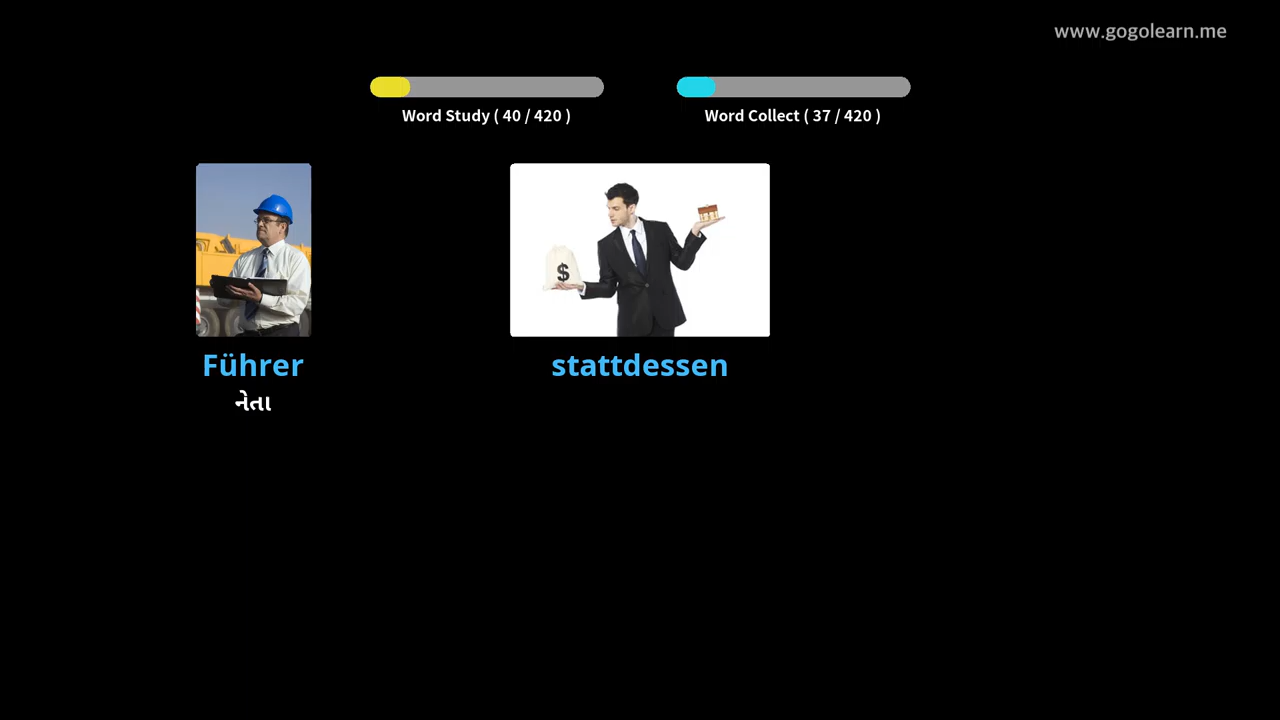 www.gogolearn.me
Word Study ( 40 / 420 )
Word Collect ( 37 / 420 )
$
Führer
stattdessen
નેતા